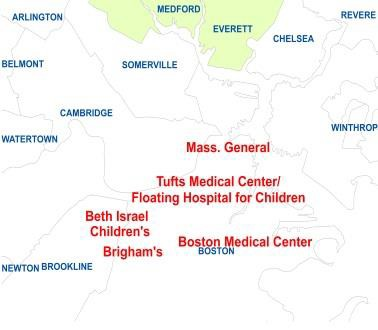 MEDFORD
ARLINGTON
REVERE
EVERETT
CHELSEA
BELMONT
SOMERVILLE
CAMBRIDGE
WINTHROP
WATERTOWN
Mass. General
Tufts Medical Center/
Floating Hospital for Children
Beth Israel
Children's
Boston Medical Center
Brigham's
BOSTON
NEWTON
BROOKLINE